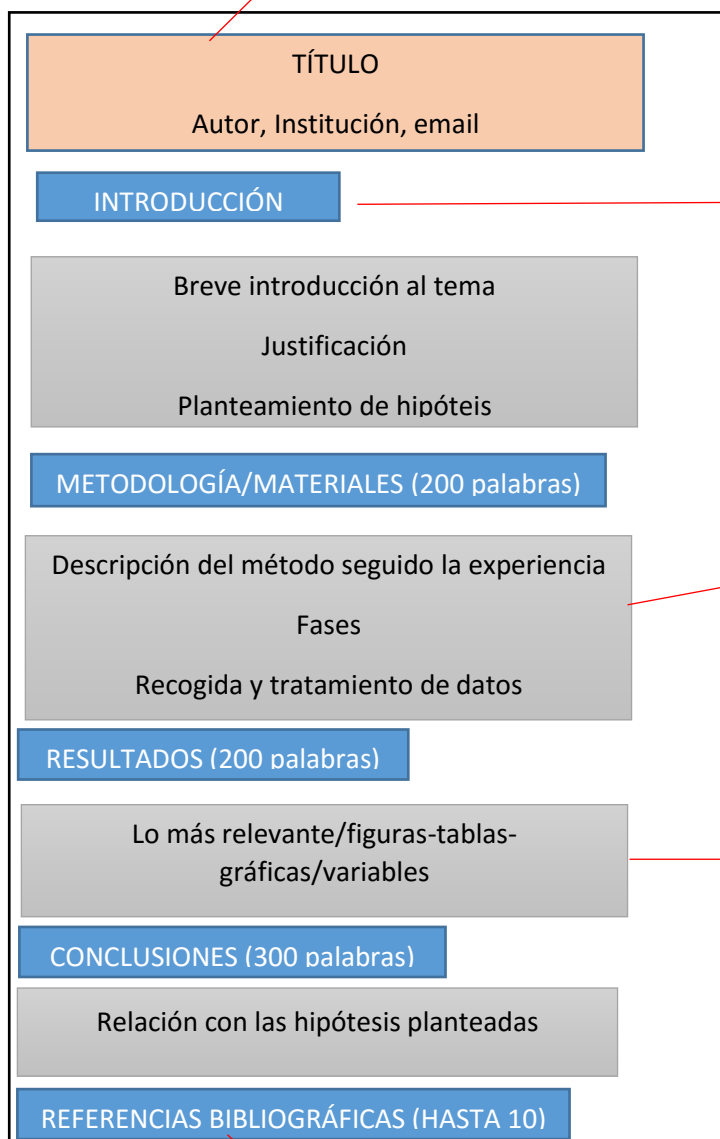 TÍTULO
Autor, Institución, email
INTRODUCCIÓN
Breve introducción al tema
Justificación
Planteamiento de hipóteis
METODOLOGÍA/MATERIALES (200 palabras)
Descripción del método seguido la experiencia
Fases
Recogida y tratamiento de datos
RESULTADOS (200 palabras)
Lo más relevante/figuras-tablas-
gráficas/variables
CONCLUSIONES (300 palabras)
Relación con las hipótesis planteadas
REFERENCIAS BIBLIOGRÁFICAS (HASTA 10)